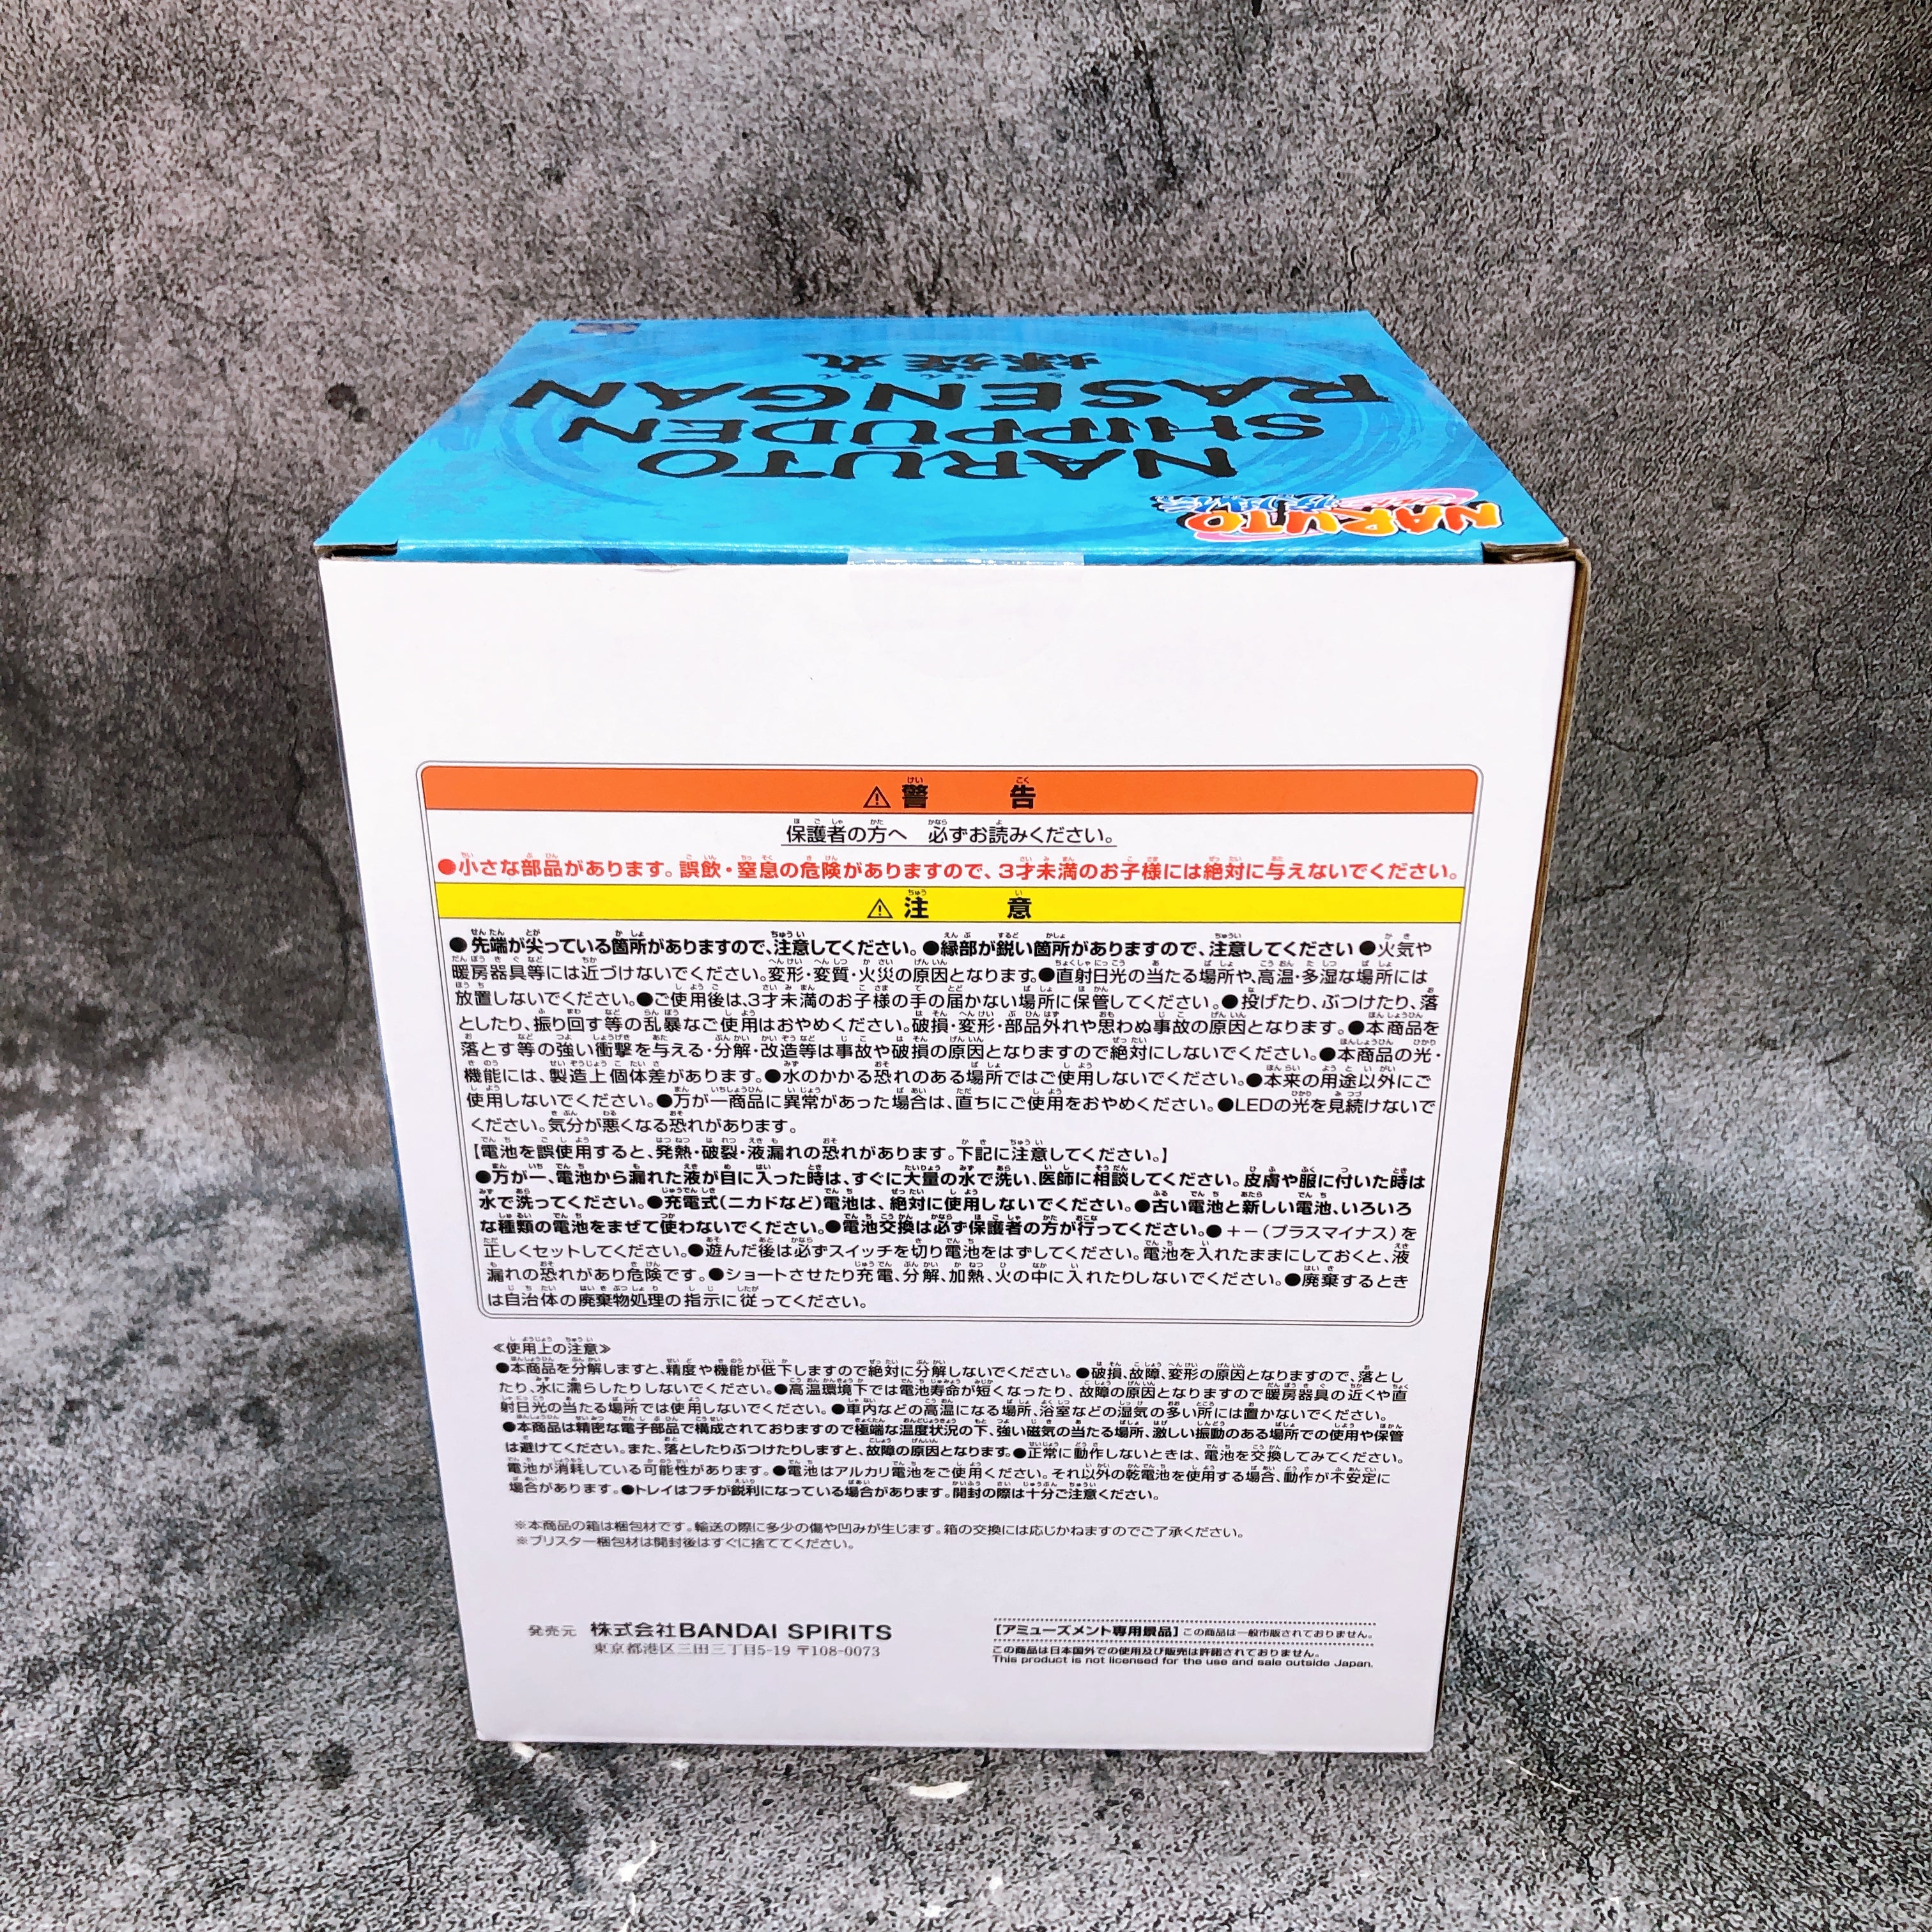 螺旋丸
RASENGAN
SHIPPUDEN
NARUTO
NARUTO
警告
保護者の方へ 必ずお読みください。
●小さな部品があります。誤飲・窒息の危険がありますので、3才未満のお子様には絶対に与えないでください。
注意
●先端が尖っている箇所がありますので、注意してください。●縁部が鋭い箇所がありますので、注意してください ●火気や
暖房器具等には近づけないでください。変形・変質・火災の原因となります。●直射日光の当たる場所や、高温・多湿な場所には
放置しないでください。●ご使用後は、3才未満のお子様の手の届かない場所に保管してください。●投げたり、ぶつけたり、落
としたり、振り回す等の乱暴なご使用はおやめください。破損・変形・部品外れや思わぬ事故の原因となります。●本商品を
落とす等の強い衝撃を与える・分解・改造等は事故や破損の原因となりますので絶対にしないでください。●本商品の光・
機能には、製造上個体差があります。●水のかかる恐れのある場所ではご使用しないでください。●本来の用途以外にご
使用しないでください。●万が一商品に異常があった場合は、直ちにご使用をおやめください。●LEDの光を見続けないで
ください。気分が悪くなる恐れがあります。
【電池を誤使用すると、発熱・破裂・液漏れの恐れがあります。下記に注意してください。】
●万が一、電池から漏れた液が目に入った時は、すぐに大量の水で洗い、医師に相談してください。皮膚や服に付いた時は
水で洗ってください。●充電式(ニカドなど)電池は、絶対に使用しないでください。●古い電池と新しい電池、いろいろ
な種類の電池をまぜて使わないでください。●電池交換は必ず保護者の方が行ってください。●+−(プラスマイナス)を
正しくセットしてください。●遊んだ後は必ずスイッチを切り電池をはずしてください。電池を入れたままにしておくと、液
漏れの恐れがあり危険です。●ショートさせたり充電、分解、加熱、火の中に入れたりしないでください。●廃棄するとき
は自治体の廃棄物処理の指示に従ってください。
≪使用上の注意≫
●本商品を分解しますと、精度や機能が低下しますので絶対に分解しないでください。●破損、故障、変形の原因となりますので、落とし
たり、水に濡らしたりしないでください。●高温環境下では電池寿命が短くなったり、故障の原因となりますので暖房器具の近くや直
射日光の当たる場所では使用しないでください。●車内などの高温になる場所、浴室などの湿気の多い所には置かないでください。
●本商品は精密な電子部品で構成されておりますので極端な温度状況の下、強い磁気の当たる場所、激しい振動のある場所での使用や保管
は避けてください。また、落としたりぶつけたりしますと、故障の原因となります。●正常に動作しないときは、電池を交換してみてください。
電池が消耗している可能性があります。●電池はアルカリ電池をご使用ください。それ以外の乾電池を使用する場合、動作が不安定に
場合があります。●トレイはフチが鋭利になっている場合があります。開封の際は十分ご注意ください。
※本商品の箱は梱包材です。輸送の際に多少の傷や凹みが生じます。箱の交換には応じかねますのでご了承ください。
※ブリスター梱包材は開封後はすぐに捨ててください。
発売元 株式会社BANDAI SPIRITS
東京都港区三田三丁目5-19 〒108-0073
【アミューズメント専用景品】この商品は一般市販されておりません。
この商品は日本国外での使用及び販売は許諾されておりません。
This product is not licensed for the use and sale outside Japan.